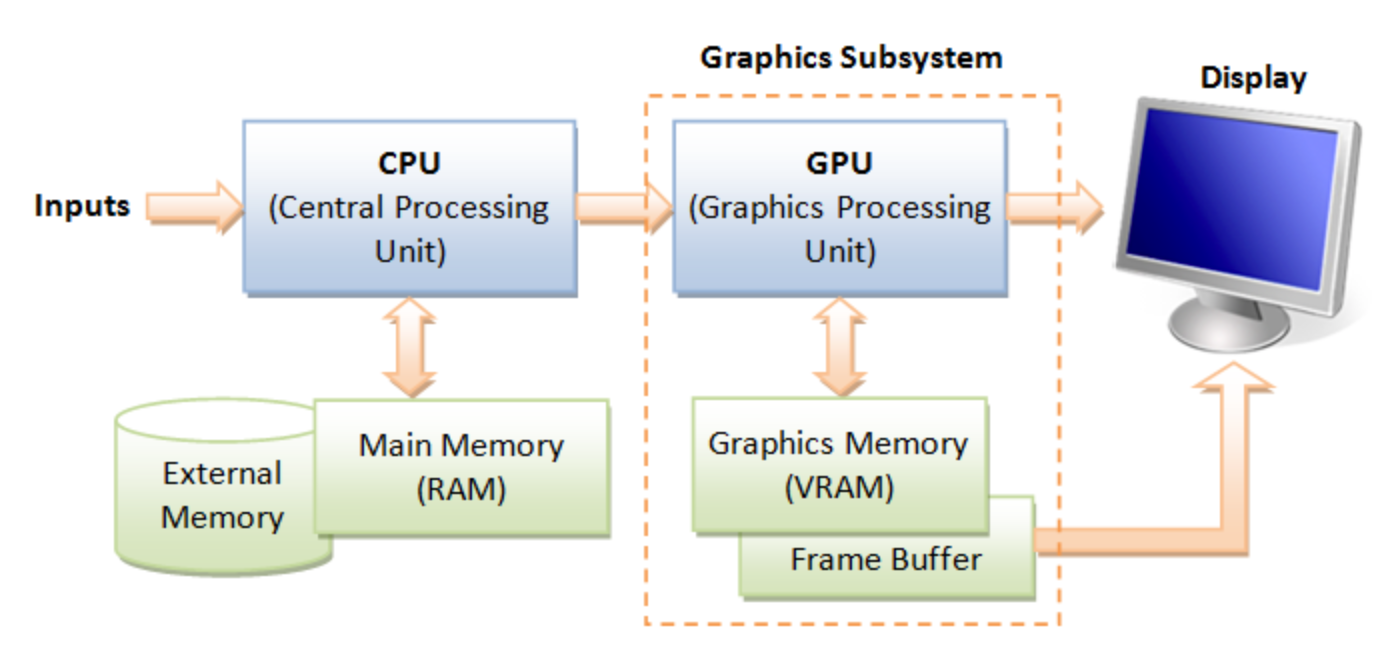 Graphics Subsystem
Display
Inputs
CPU
(Central Processing
Unit)
GPU
(Graphics Processing
Unit)
External
Memory
Main Memory
(RAM)
Graphics Memory
(VRAM)
Frame Buffer